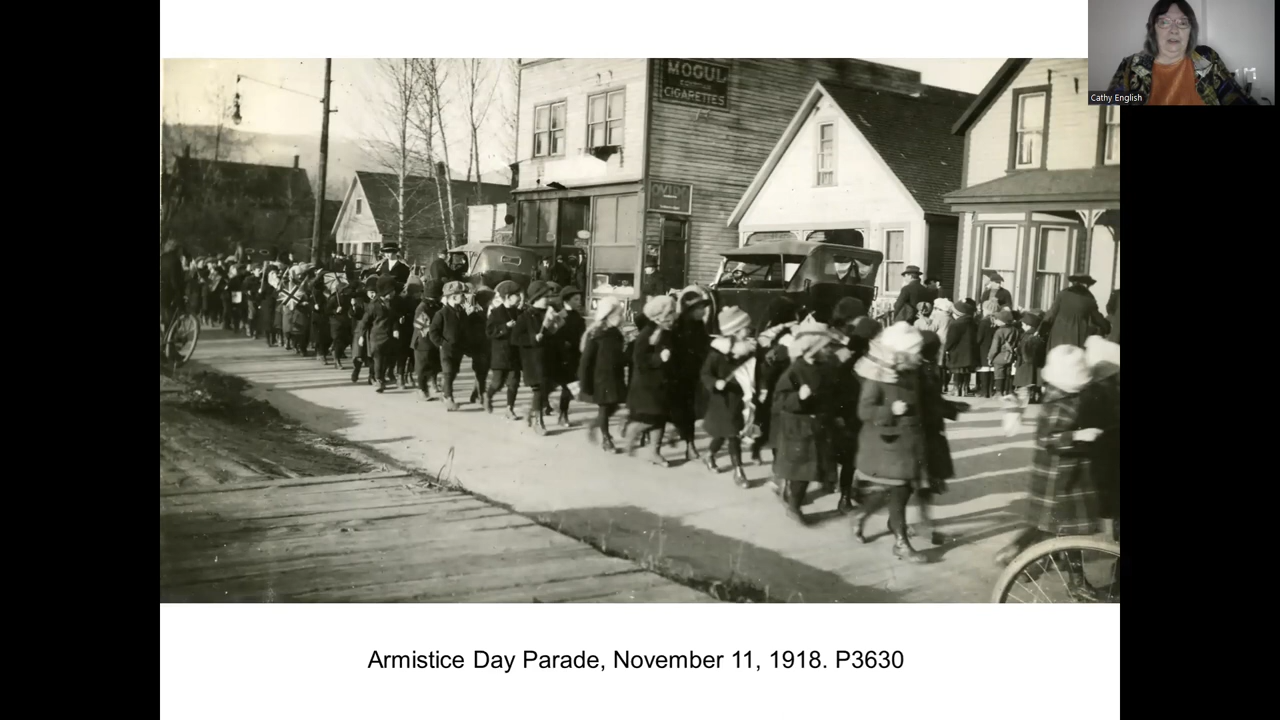 MOGUL
CIGARETTES
Cathy English
Armistice Day Parade, November 11, 1918. P3630